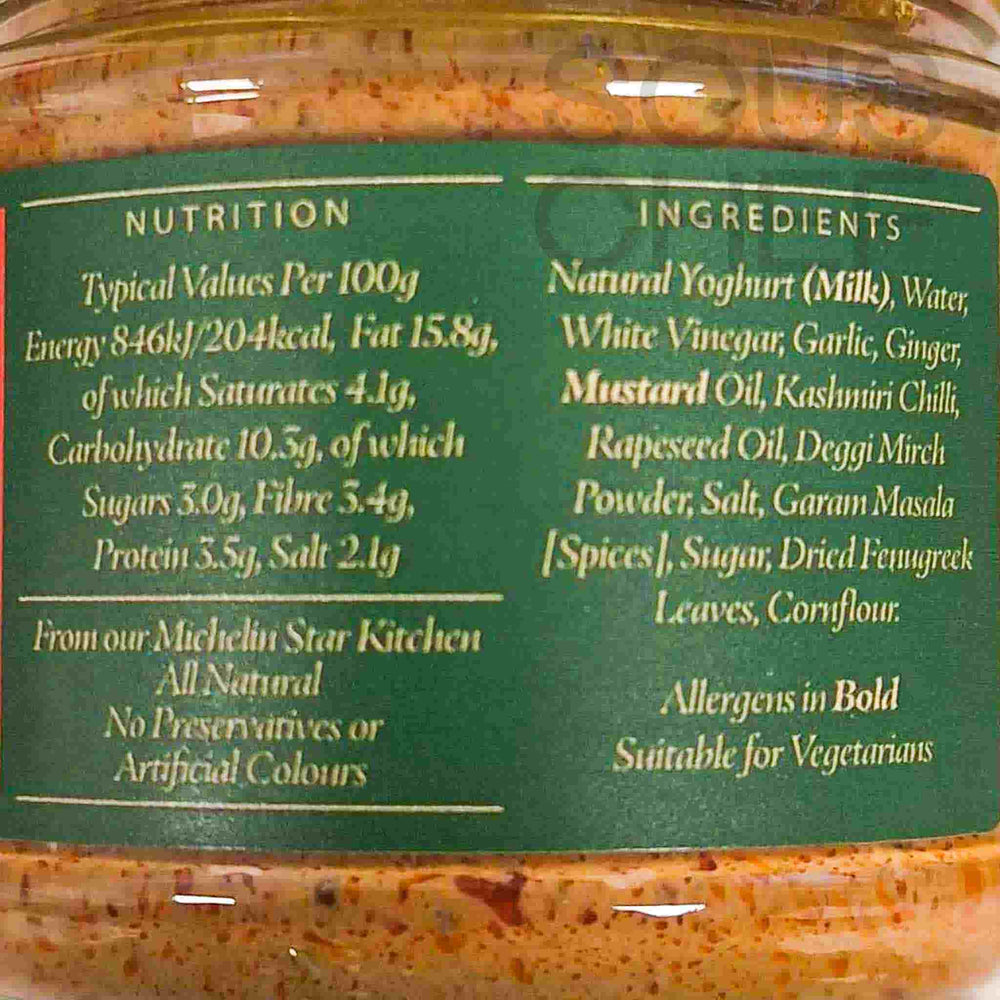 SOUS
CHEF
NUTRITION
Typical Values Per 100g
Energy 846kJ/204kcal, Fat 15.8g,
of which Saturates 4.1g,
Carbohydrate 10.3g, of which
Sugars 3.0g, Fibre 3.4g,
Protein 3.5g, Salt 2.1g
From our Michelin Star Kitchen
All Natural
No Preservatives or
Artificial Colours
INGREDIENTS
Natural Yoghurt (Milk), Water,
White Vinegar, Garlic, Ginger,
Mustard Oil, Kashmiri Chilli,
Rapeseed Oil, Deggi Mirch
Powder, Salt, Garam Masala
[Spices], Sugar, Dried Fenugreek
Leaves, Cornflour.
Allergens in Bold
Suitable for Vegetarians